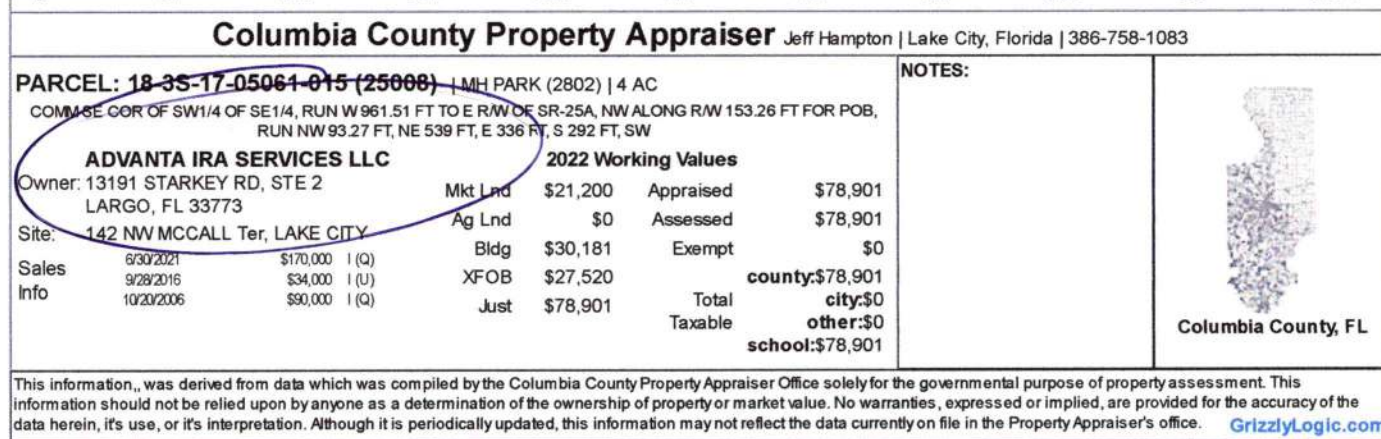 Columbia County Property Appraiser Jeff Hampton | Lake City, Florida | 386-758-1083
PARCEL: 18-3S-17-05061-015 (25008) | MH PARK (2802) | 4 AC
COMM SE COR OF SW1/4 OF SE1/4, RUN W 961.51 FT TO E R/W OF SR-25A, NW ALONG R/W 153.26 FT FOR POB,
RUN NW 93.27 FT, NE 539 FT, E 336 FT, S 292 FT, SW
ADVANTA IRA SERVICES LLC
Owner: 13191 STARKEY RD, STE 2
LARGO, FL 33773
Site: 142 NW MCCALL Ter, LAKE CITY
Sales Info
6/30/2021 $170,000 I (Q)
9/28/2016 $34,000 I (U)
10/20/2006 $90,000 I (Q)
2022 Working Values
Mkt Lnd $21,200 Appraised $78,901
Ag Lnd $0 Assessed $78,901
Bldg $30,181 Exempt $0
XFOB $27,520 county:$78,901
Just $78,901 Total Taxable city:$0
other:$0
school:$78,901
NOTES:
Columbia County, FL
This information,, was derived from data which was compiled by the Columbia County Property Appraiser Office solely for the governmental purpose of property assessment. This
information should not be relied upon by anyone as a determination of the ownership of property or market value. No warranties, expressed or implied, are provided for the accuracy of the
data herein, it's use, or it's interpretation. Although it is periodically updated, this information may not reflect the data currently on file in the Property Appraiser's office. GrizzlyLogic.com